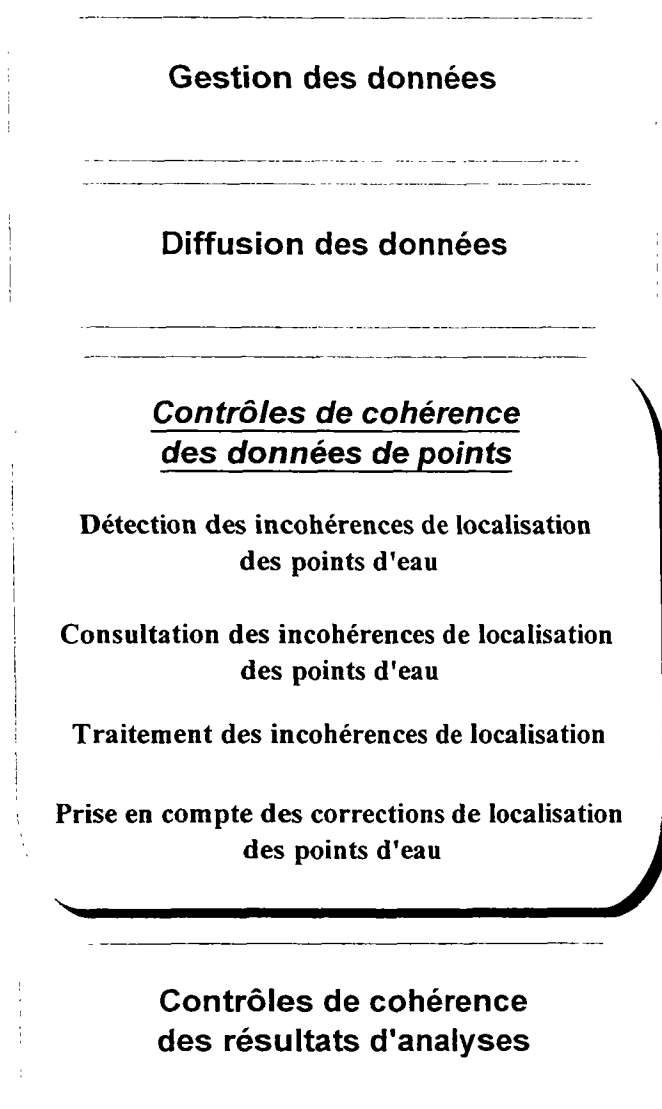 Gestion des données
Diffusion des données
Contrôles de cohérence
des données de points
Détection des incohérences de localisation
des points d'eau
Consultation des incohérences de localisation
des points d'eau
Traitement des incohérences de localisation
Prise en compte des corrections de localisation
des points d'eau
Contrôles de cohérence
des résultats d'analyses